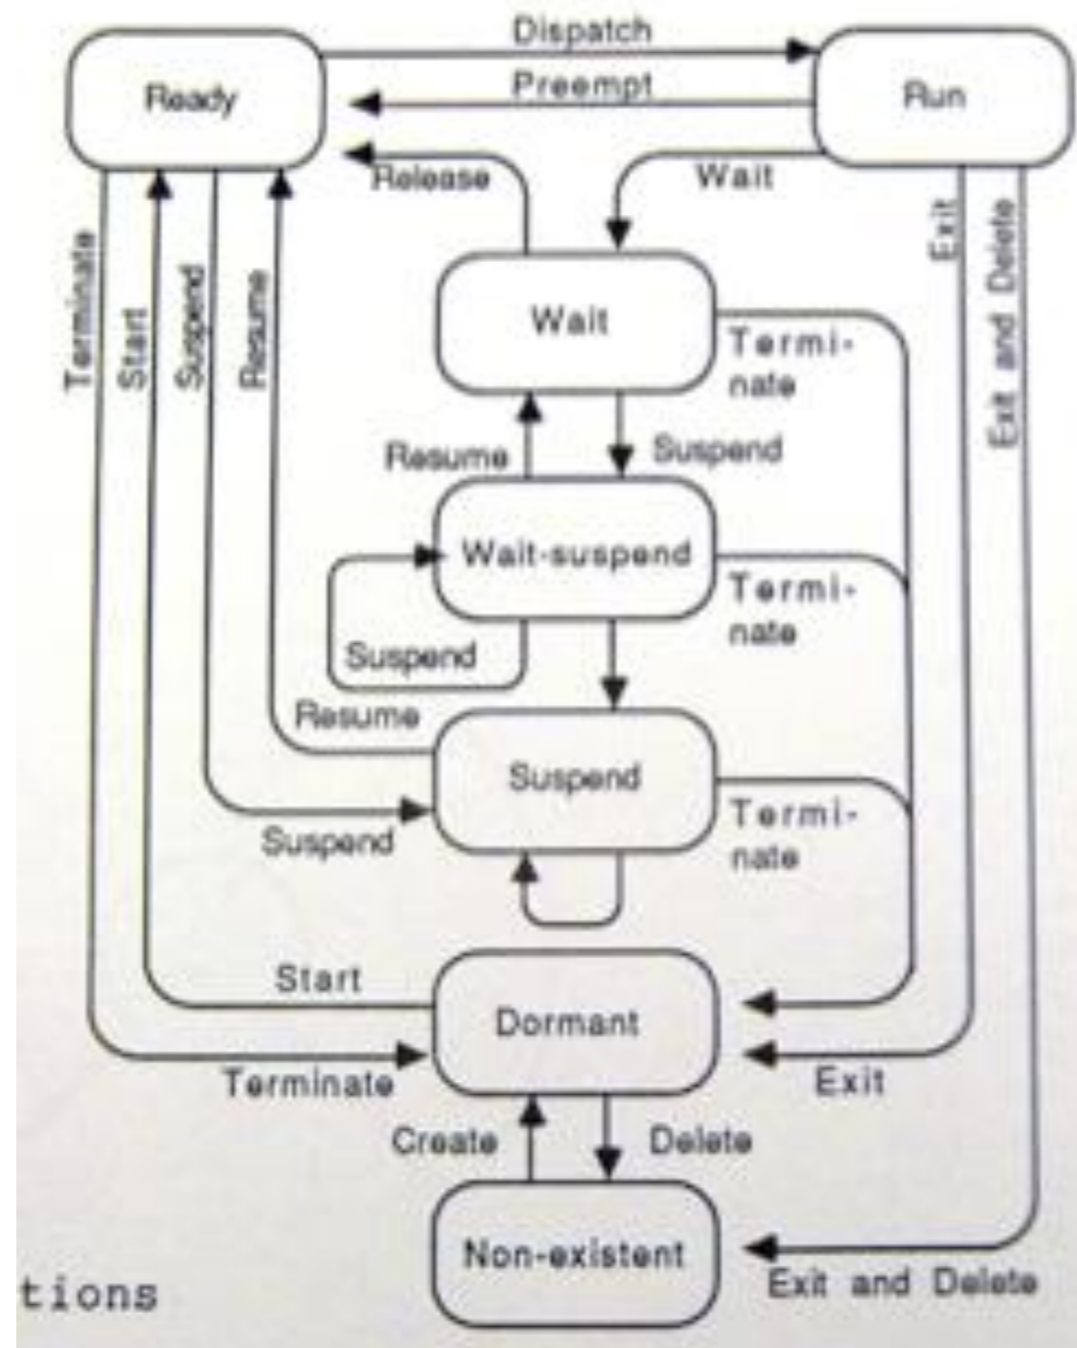 Dispatch
Ready
Preempt
Run
Release
Wait
Terminate
Start
Suspend
Resume
Exit
Exit and Delete
Wait
Termi-
nate
Resume
Suspend
Wait-suspend
Termi-
nate
Suspend
Resume
Suspend
Termi-
nate
Suspend
Start
Dormant
Terminate
Exit
Create
Delete
Non-existent
Exit and Delete
tions